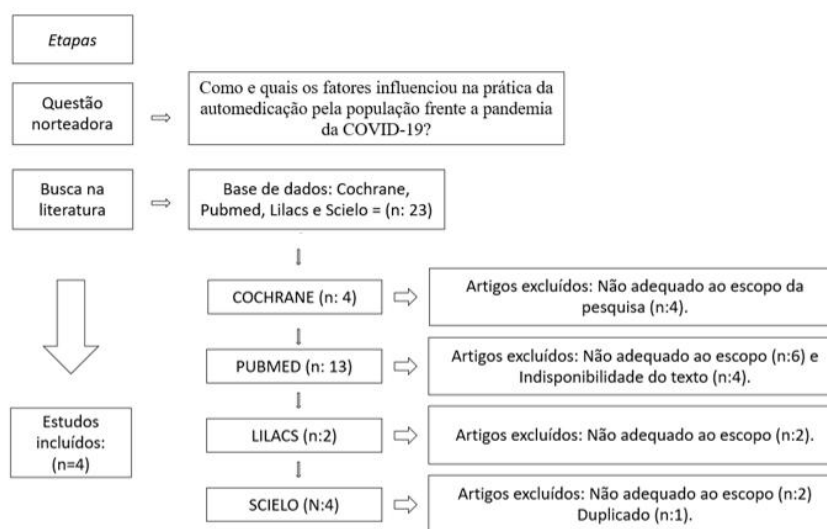 Etapas
Questão
norteadora
Como e quais os fatores influenciou na prática da
automedicação pela população frente a pandemia
da COVID-19?
Busca na
literatura
Base de dados: Cochrane,
Pubmed, Lilacs e Scielo = (n: 23)
COCHRANE (n: 4)
Artigos excluídos: Não adequado ao escopo da
pesquisa (n:4).
PUBMED (n: 13)
Artigos excluídos: Não adequado ao escopo (n:6) e
Indisponibilidade do texto (n:4).
Estudos
incluídos:
(n=4)
LILACS (n:2)
Artigos excluídos: Não adequado ao escopo (n:2).
SCIELO (N:4)
Artigos excluídos: Não adequado ao escopo (n:2)
Duplicado (n:1).